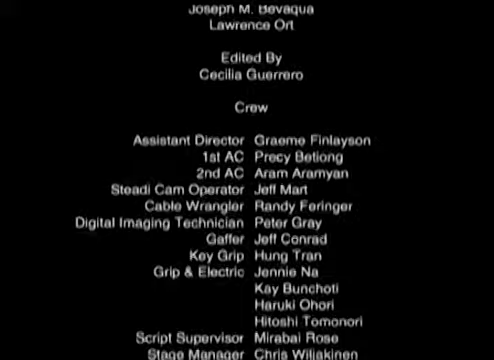 Joseph M. Bevaqua
Lawrence Ort
Edited By
Cecilia Guerrero
Crew
Assistant Director Graeme Finlayson
1st AC Precy Betiong
2nd AC Aram Aramyan
Steadi Cam Operator Jeff Mart
Cable Wrangler Randy Feringer
Digital Imaging Technician Peter Gray
Gaffer Jeff Conrad
Key Grip Hung Tran
Grip & Electric Jennie Na
Kay Bunchoti
Haruki Ohori
Hitoshi Tomonori
Script Supervisor Mirabai Rose
Stage Manager Chris Wiljakinen